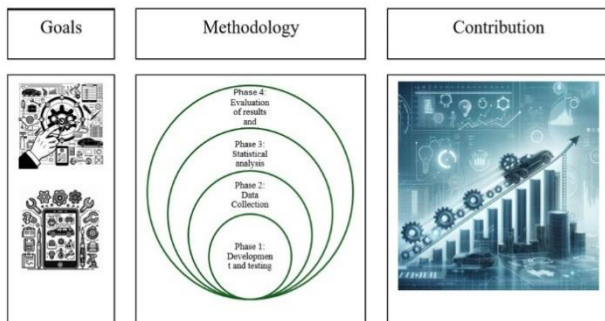 Goals
Methodology
Contribution
Phase 4:
Evaluation
of results
and
Phase 3:
Statistical
analysis
Phase 2:
Data
Collection
Phase 1:
Developmen
t and testing